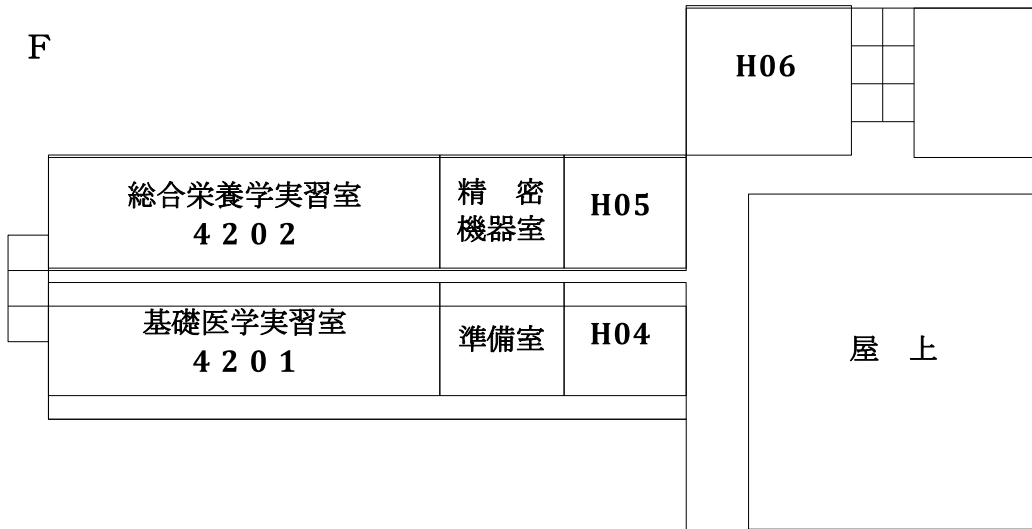 F
H06
総合栄養学実習室
４２０２
精　密
機器室
H05
基礎医学実習室
４２０１
準備室
H04
屋　上